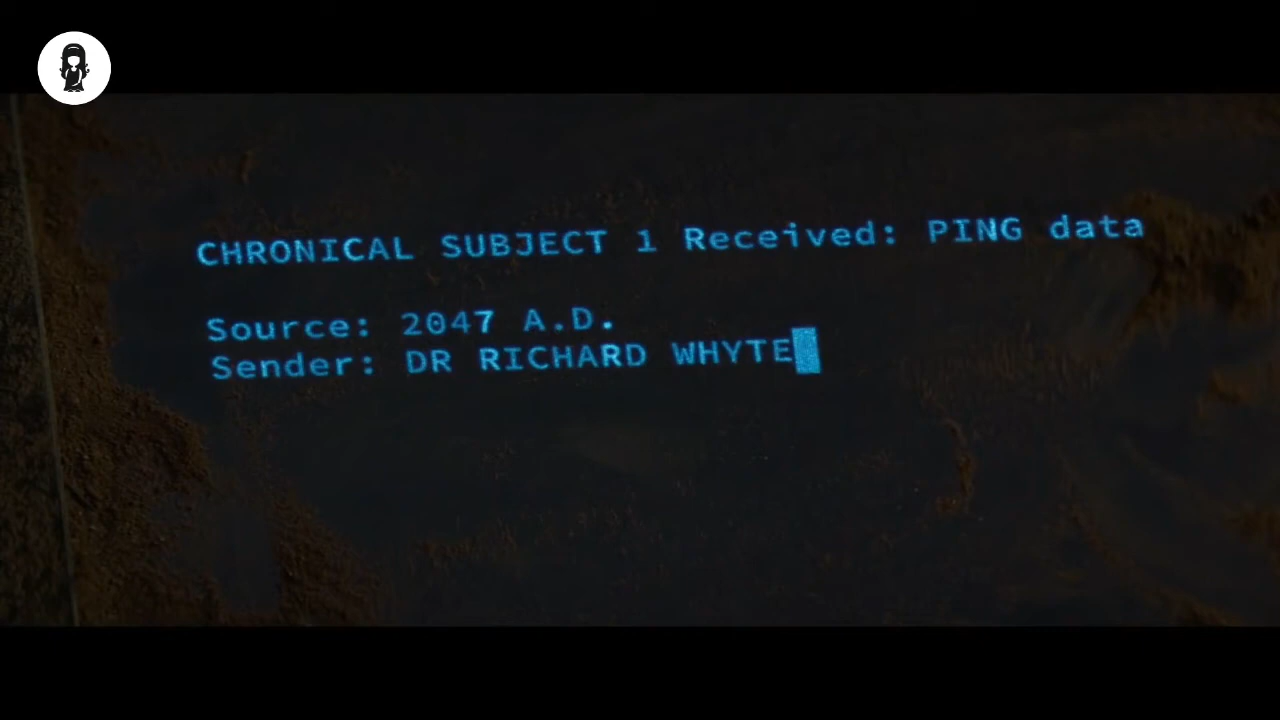 CHRONICAL SUBJECT 1 Received: PING data
Source: 2047 A.D.
Sender: DR RICHARD WHYTE